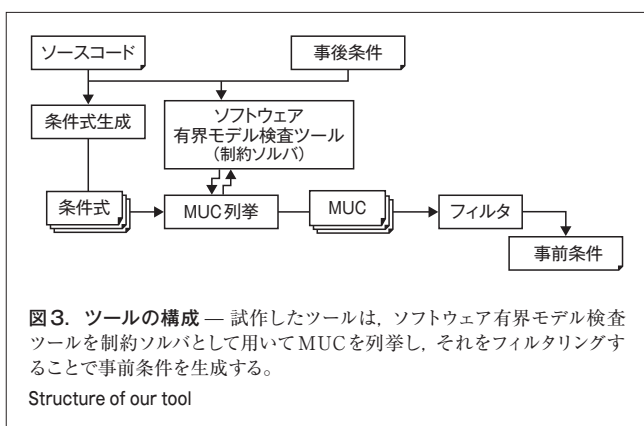 ソースコード
事後条件
条件式生成
ソフトウェア
有界モデル検査ツール
(制約ソルバ)
条件式
MUC列挙
MUC
フィルタ
事前条件
図3. ツールの構成 — 試作したツールは,ソフトウェア有界モデル検査
ツールを制約ソルバとして用いてMUCを列挙し,それをフィルタリングす
ることで事前条件を生成する。
Structure of our tool